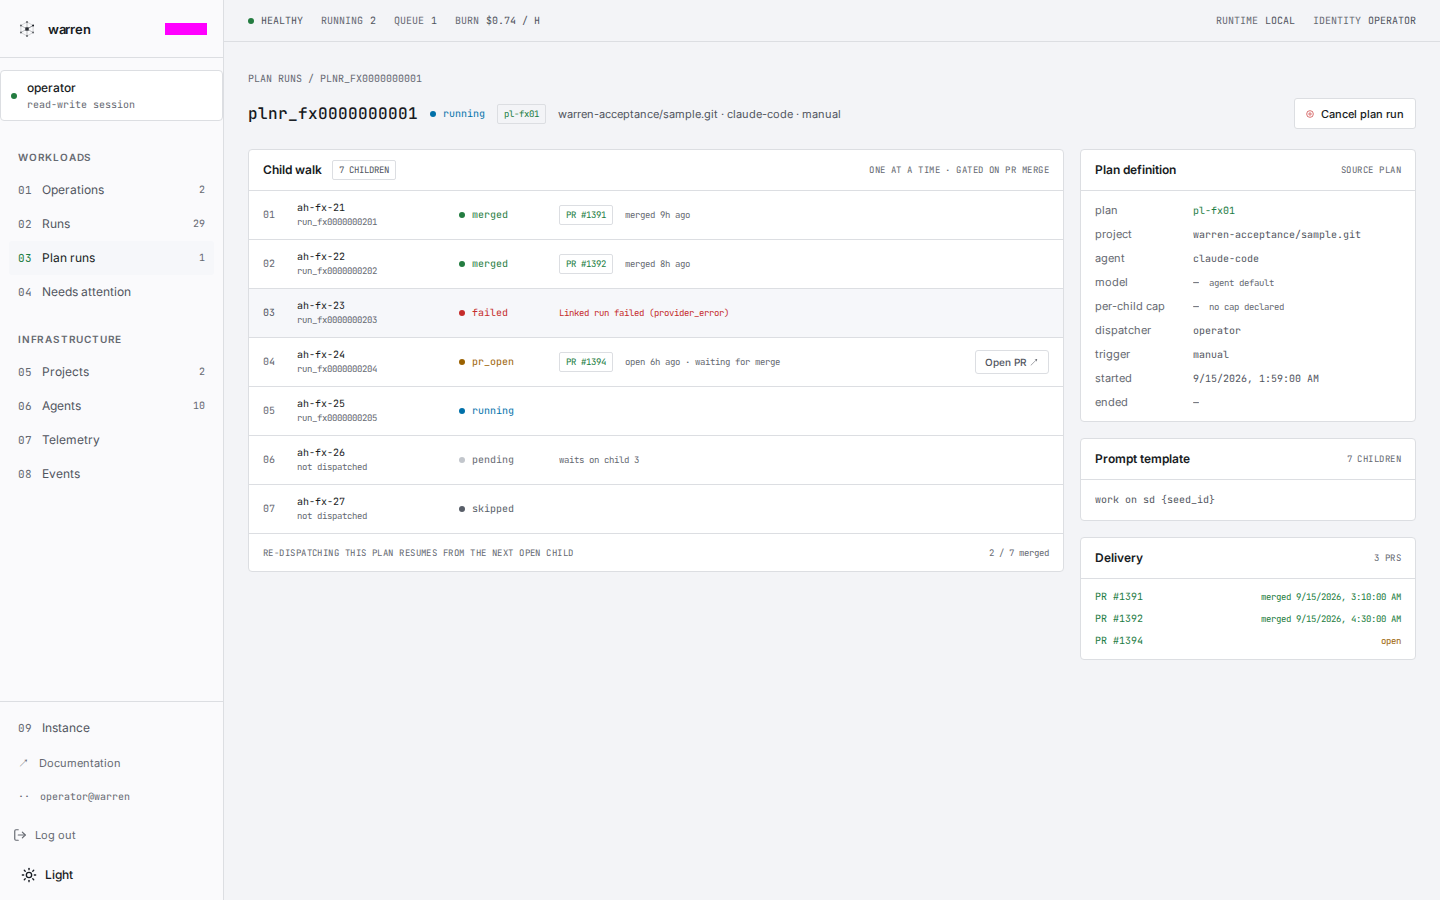 warren
operator
read-write session
WORKLOADS
01 Operations 2
02 Runs 29
03 Plan runs 1
04 Needs attention
INFRASTRUCTURE
05 Projects 2
06 Agents 10
07 Telemetry
08 Events
09 Instance
↗ Documentation
-- operator@warren
Log out
Light
HEALTHY RUNNING 2 QUEUE 1 BURN $0.74 / H
RUNTIME LOCAL IDENTITY OPERATOR
PLAN RUNS / PLNR_FX0000000001
plnr_fx0000000001 running pl-fx01 warren-acceptance/sample.git · claude-code · manual
Cancel plan run
Child walk 7 CHILDREN ONE AT A TIME · GATED ON PR MERGE
01 ah-fx-21 merged PR #1391 merged 9h ago
run_fx0000000201
02 ah-fx-22 merged PR #1392 merged 8h ago
run_fx0000000202
03 ah-fx-23 failed Linked run failed (provider_error)
run_fx0000000203
04 ah-fx-24 pr_open PR #1394 open 6h ago · waiting for merge Open PR ↗
run_fx0000000204
05 ah-fx-25 running
run_fx0000000205
06 ah-fx-26 pending waits on child 3
not dispatched
07 ah-fx-27 skipped
not dispatched
RE-DISPATCHING THIS PLAN RESUMES FROM THE NEXT OPEN CHILD 2 / 7 merged
Plan definition SOURCE PLAN
plan pl-fx01
project warren-acceptance/sample.git
agent claude-code
model — agent default
per-child cap — no cap declared
dispatcher operator
trigger manual
started 9/15/2026, 1:59:00 AM
ended —
Prompt template 7 CHILDREN
work on sd {seed_id}
Delivery 3 PRS
PR #1391 merged 9/15/2026, 3:10:00 AM
PR #1392 merged 9/15/2026, 4:30:00 AM
PR #1394 open